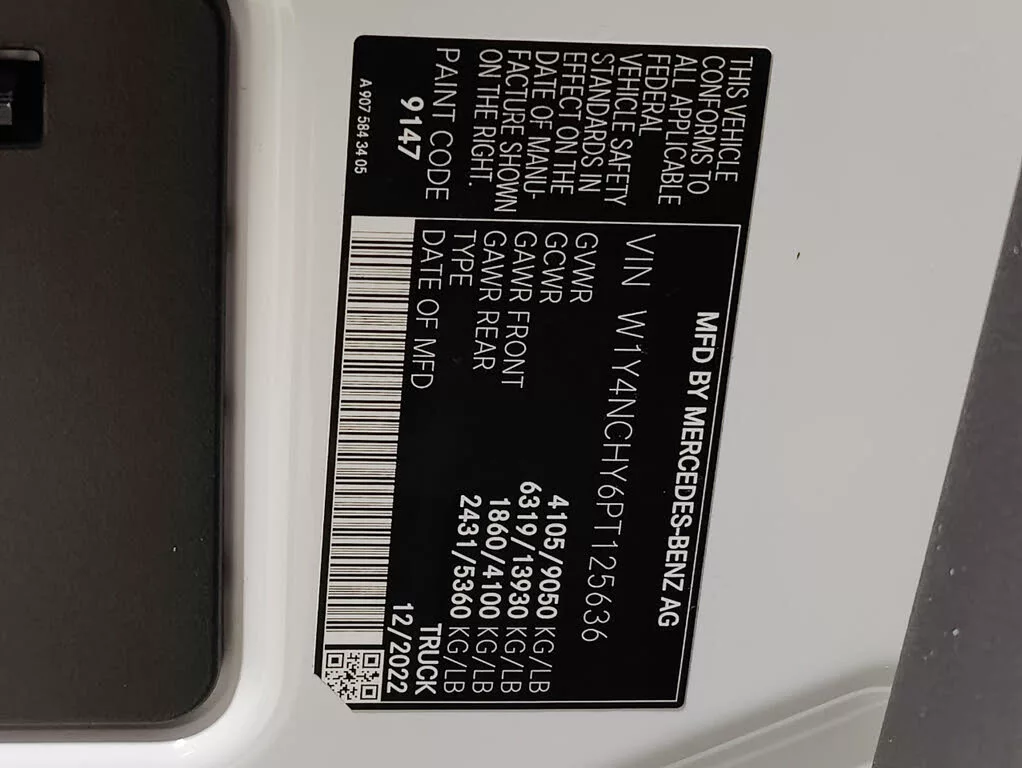 MFD BY MERCEDES-BENZ AG
VIN W1Y4NCHY6PT125636
GVWR 4105/9050 KG/LB
GCWR 6319/13930 KG/LB
GAWR FRONT 1860/4100 KG/LB
GAWR REAR 2431/5360 KG/LB
TYPE TRUCK
DATE OF MFD 12/2022
THIS VEHICLE
CONFORMS TO
ALL APPLICABLE
FEDERAL
VEHICLE SAFETY
STANDARDS IN
EFFECT ON THE
DATE OF MANU-
FACTURE SHOWN
ON THE RIGHT.
PAINT CODE
9147
A 907 584 34 05